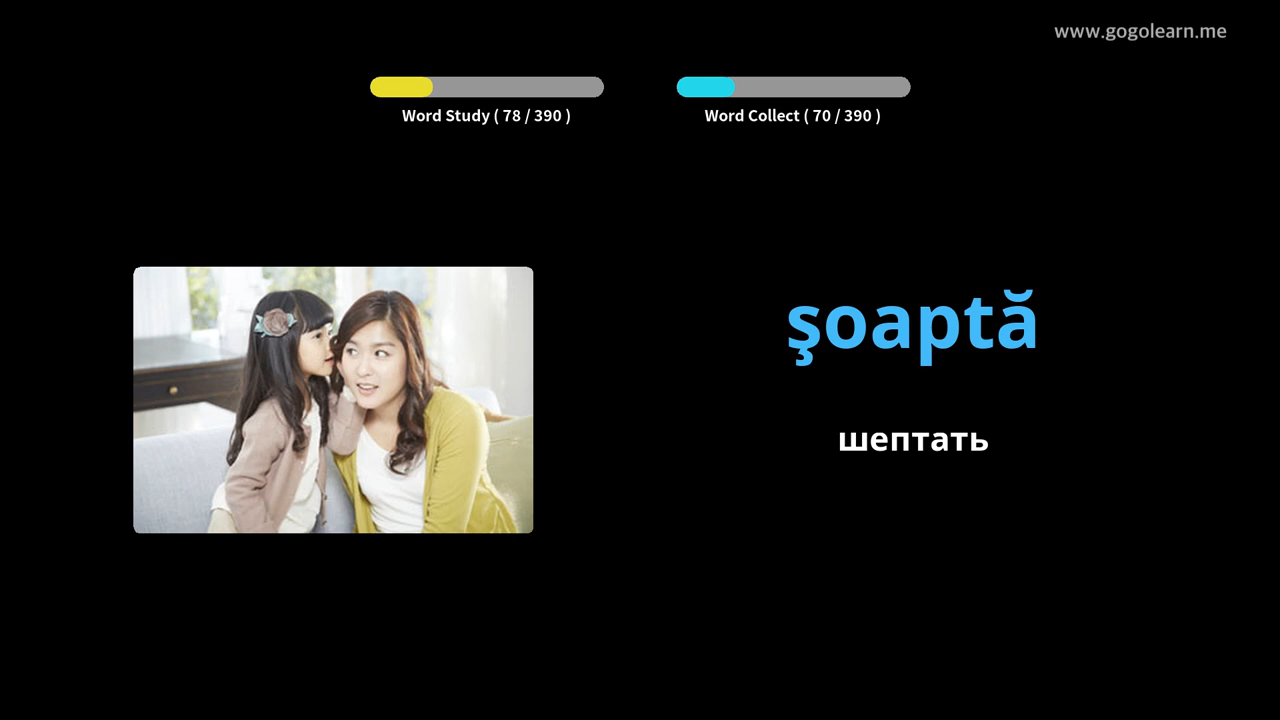 www.gogolearn.me
Word Study ( 78 / 390 )
Word Collect ( 70 / 390 )
şoaptă
шептать